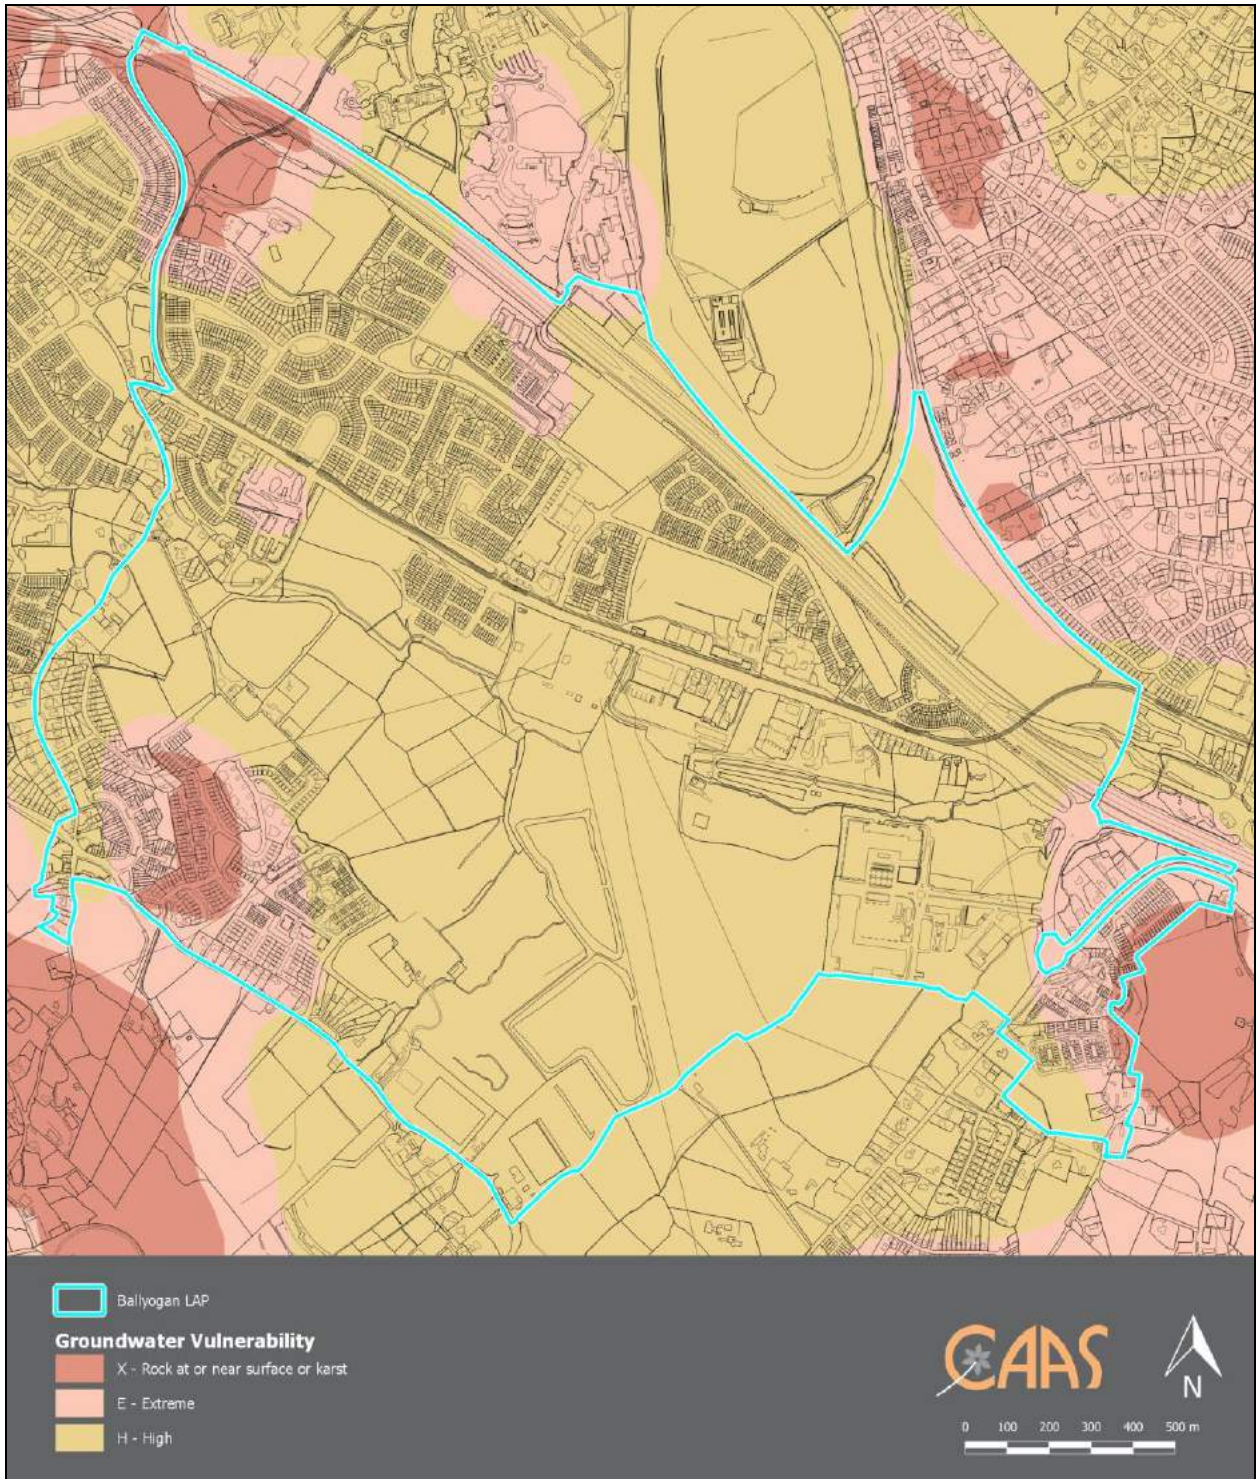 Ballyogan LAP
Groundwater Vulnerability
X - Rock at or near surface or karst
E - Extreme
H - High
CAAS
N
0 100 200 300 400 500 m